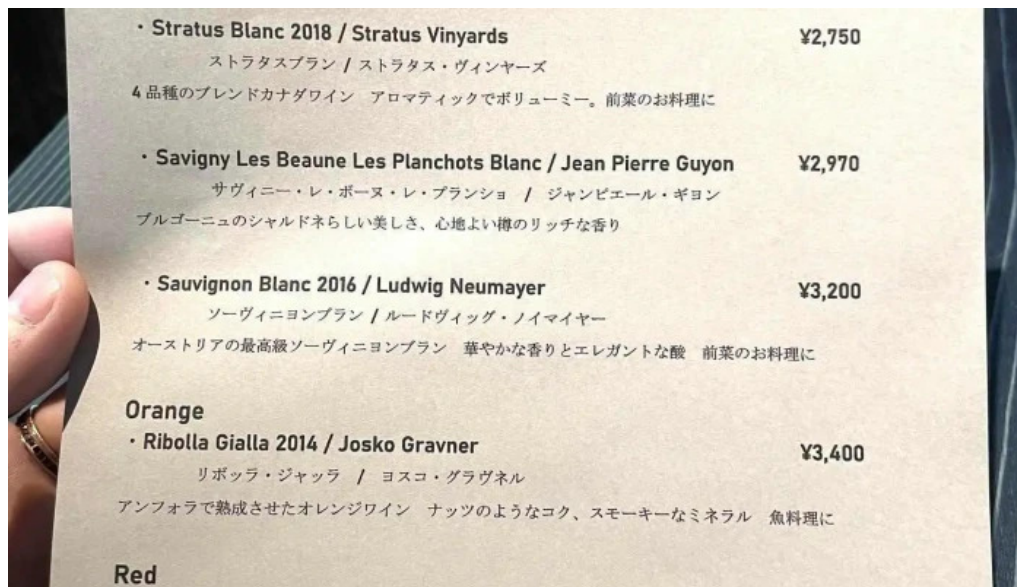 ・Stratus Blanc 2018 / Stratus Vinyards ¥2,750
ストラタスブラン / ストラタス・ヴィンヤーズ
4品種のブレンドカナダワイン　アロマティックでボリューミー。前菜のお料理に
・Savigny Les Beaune Les Planchots Blanc / Jean Pierre Guyon ¥2,970
サヴィニー・レ・ボーヌ・レ・プランショ / ジャンピエール・ギヨン
ブルゴーニュのシャルドネらしい美しさ、心地よい樽のリッチな香り
・Sauvignon Blanc 2016 / Ludwig Neumayer ¥3,200
ソーヴィニヨンブラン / ルードヴィッグ・ノイマイヤー
オーストリアの最高級ソーヴィニヨンブラン　華やかな香りとエレガントな酸　前菜のお料理に
Orange
・Ribolla Gialla 2014 / Josko Gravner ¥3,400
リボッラ・ジャッラ / ヨスコ・グラヴネル
アンフォラで熟成させたオレンジワイン　ナッツのようなコク、スモーキーなミネラル　魚料理に
Red